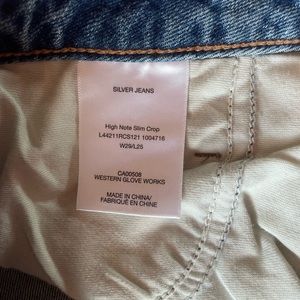 SILVER JEANS
High Note Slim Crop
L44211RCS121 1004716
W29/L25
CA00508
WESTERN GLOVE WORKS
MADE IN CHINA/
FABRIQUÉ EN CHINE